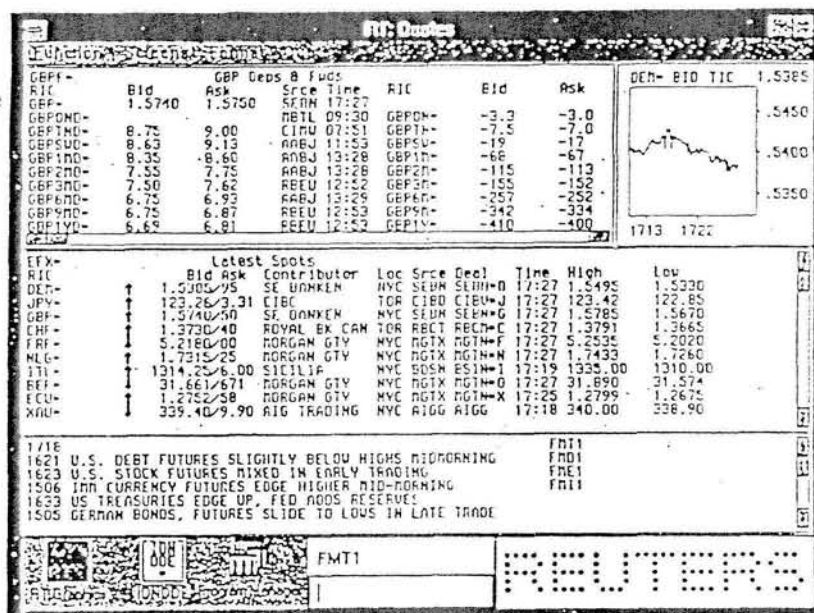 RTC Quotes
GBPF= GBP Deps & Fwds
RIC Bid Ask Srce Time RIC Bid Ask
GBP= 1.5740 1.5750 SEBN 17:27
GBPOND= MBTL 09:30 GBPON= -3.3 -3.0
GBPTND= 8.75 9.00 CIMV 07:51 GBPTN= -7.5 -7.0
GBPSWD= 8.63 9.13 AABJ 11:53 GBPSW= -19 -17
GBP1MD= 8.35 8.60 AABJ 13:28 GBP1M= -68 -67
GBP2MD= 7.55 7.75 AABJ 13:28 GBP2M= -115 -113
GBP3MD= 7.50 7.62 RBEU 12:52 GBP3M= -155 -152
GBP6MD= 6.75 6.93 AABJ 13:29 GBP6M= -257 -252
GBP9MD= 6.75 6.87 RBEU 12:53 GBP9M= -342 -334
GBP1YD= 6.69 6.81 RBEU 12:53 GBP1Y= -410 -400
DEM= BID TIC 1.5385
.5450
.5400
.5350
1713 1722
EFX= Latest Spots
RIC Bid Ask Contributor Loc Srce Deal Time High Low
DEM= ↑ 1.5385/95 SE BANKEN NYC SEBN SEBN=D 17:27 1.5495 1.5330
JPY= ↑ 123.26/3.31 CIBC TOR CIBD CIBV=J 17:27 123.42 122.85
GBP= ↑ 1.5740/50 SE BANKEN NYC SEBN SEBN=G 17:27 1.5785 1.5670
CHF= ↑ 1.3730/40 ROYAL BK CAN TOR RBCT RBCM=C 17:27 1.3791 1.3665
FRF= ↓ 5.2180/00 MORGAN GTY NYC MGTX MGTN=F 17:27 5.2535 5.2020
NLG= ↑ 1.7315/25 MORGAN GTY NYC MGTX MGTN=N 17:27 1.7433 1.7260
ITL= ↑ 1314.25/6.00 SICILIA NYC BDSN BSIN=I 17:19 1335.00 1310.00
BEF= ↓ 31.661/671 MORGAN GTY NYC MGTX MGTN=O 17:27 31.890 31.574
ECU= ↑ 1.2752/58 MORGAN GTY NYC MGTX MGTN=X 17:25 1.2799 1.2675
XAU= ↓ 339.40/9.90 AIG TRADING NYC AIGG AIGG 17:18 340.00 338.90
1718 FMT1
1621 U.S. DEBT FUTURES SLIGHTLY BELOW HIGHS MIDMORNING FMD1
1623 U.S. STOCK FUTURES MIXED IN EARLY TRADING FME1
1506 IMM CURRENCY FUTURES EDGE HIGHER MID-MORNING FMI1
1633 US TREASURIES EDGE UP, FED ADDS RESERVES
1505 GERMAN BONDS, FUTURES SLIDE TO LOWS IN LATE TRADE
FMT1
REUTERS